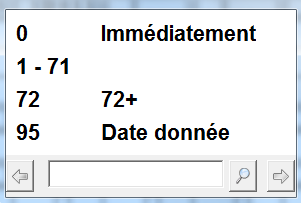 0 Immédiatement
1 - 71
72 72+
95 Date donnée